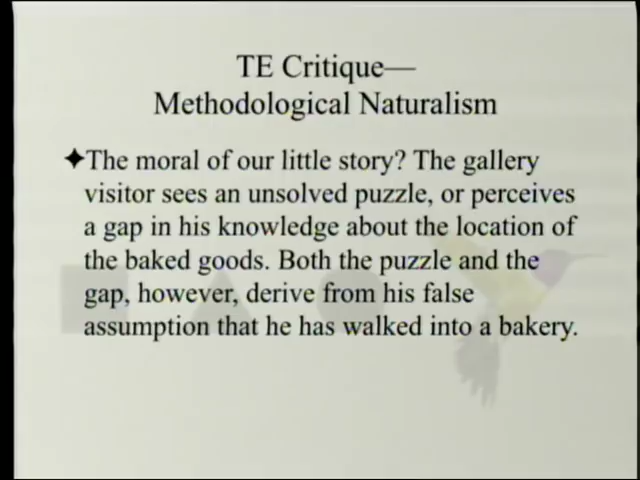 TE Critique—
Methodological Naturalism
✦The moral of our little story? The gallery
visitor sees an unsolved puzzle, or perceives
a gap in his knowledge about the location of
the baked goods. Both the puzzle and the
gap, however, derive from his false
assumption that he has walked into a bakery.